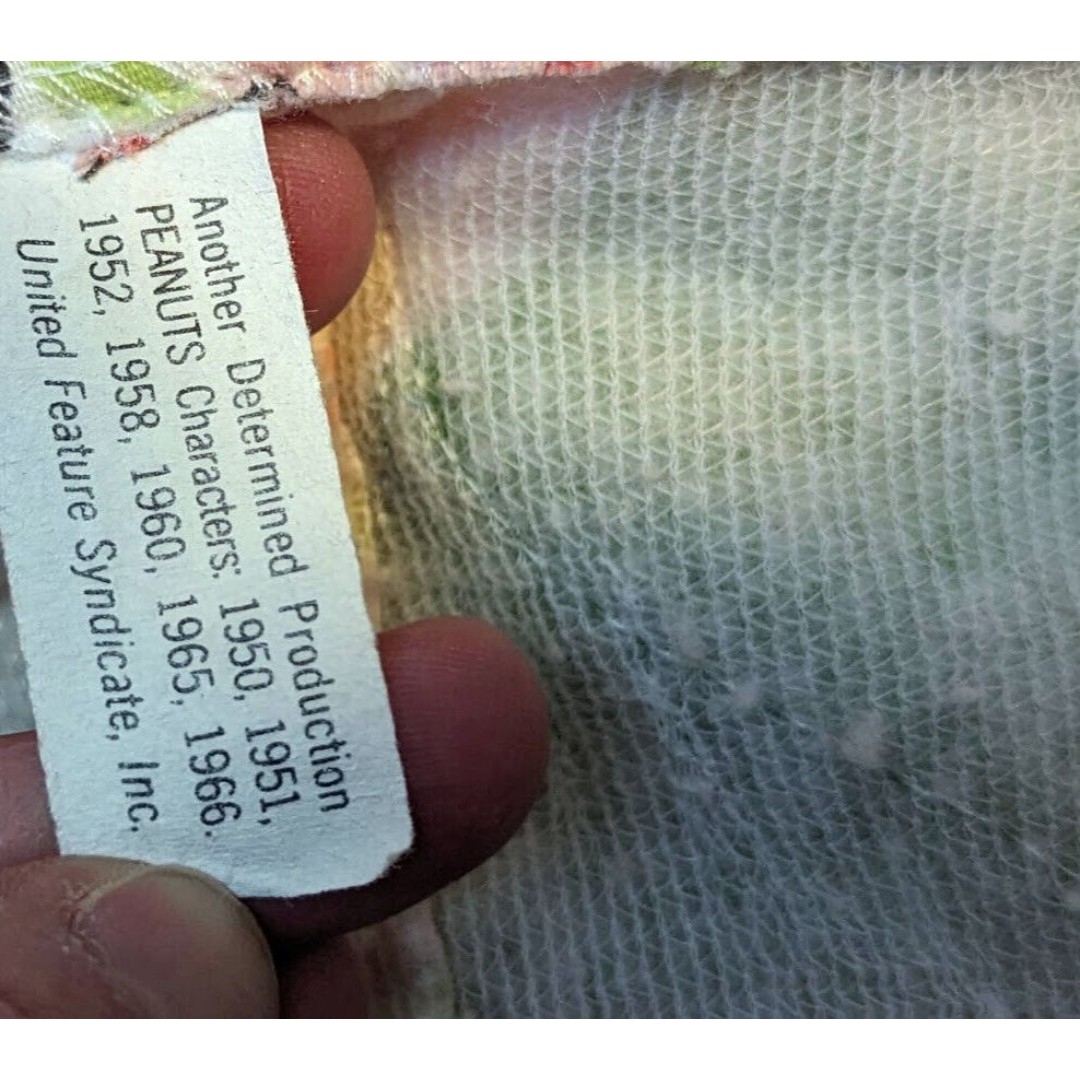 Another Determined Production
PEANUTS Characters: 1950, 1951,
1952, 1958, 1960, 1965, 1966.
United Feature Syndicate, Inc.